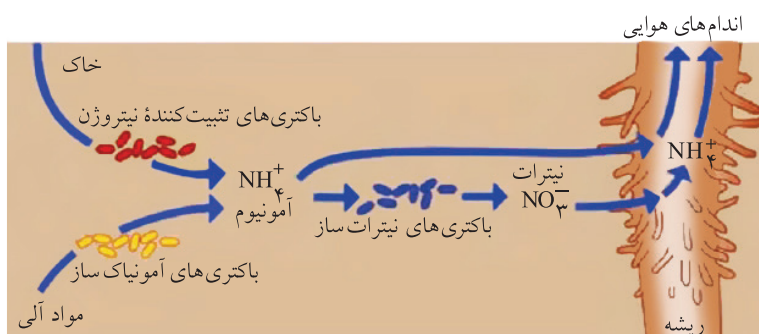 اندام‌های هوایی
خاک
باکتری‌های تثبیت‌کنندهٔ نیتروژن
NH۴+
آمونیوم
باکتری‌های نیترات ساز
نیترات
NO۳−
NH۴+
باکتری‌های آمونیاک ساز
مواد آلی
ریشه